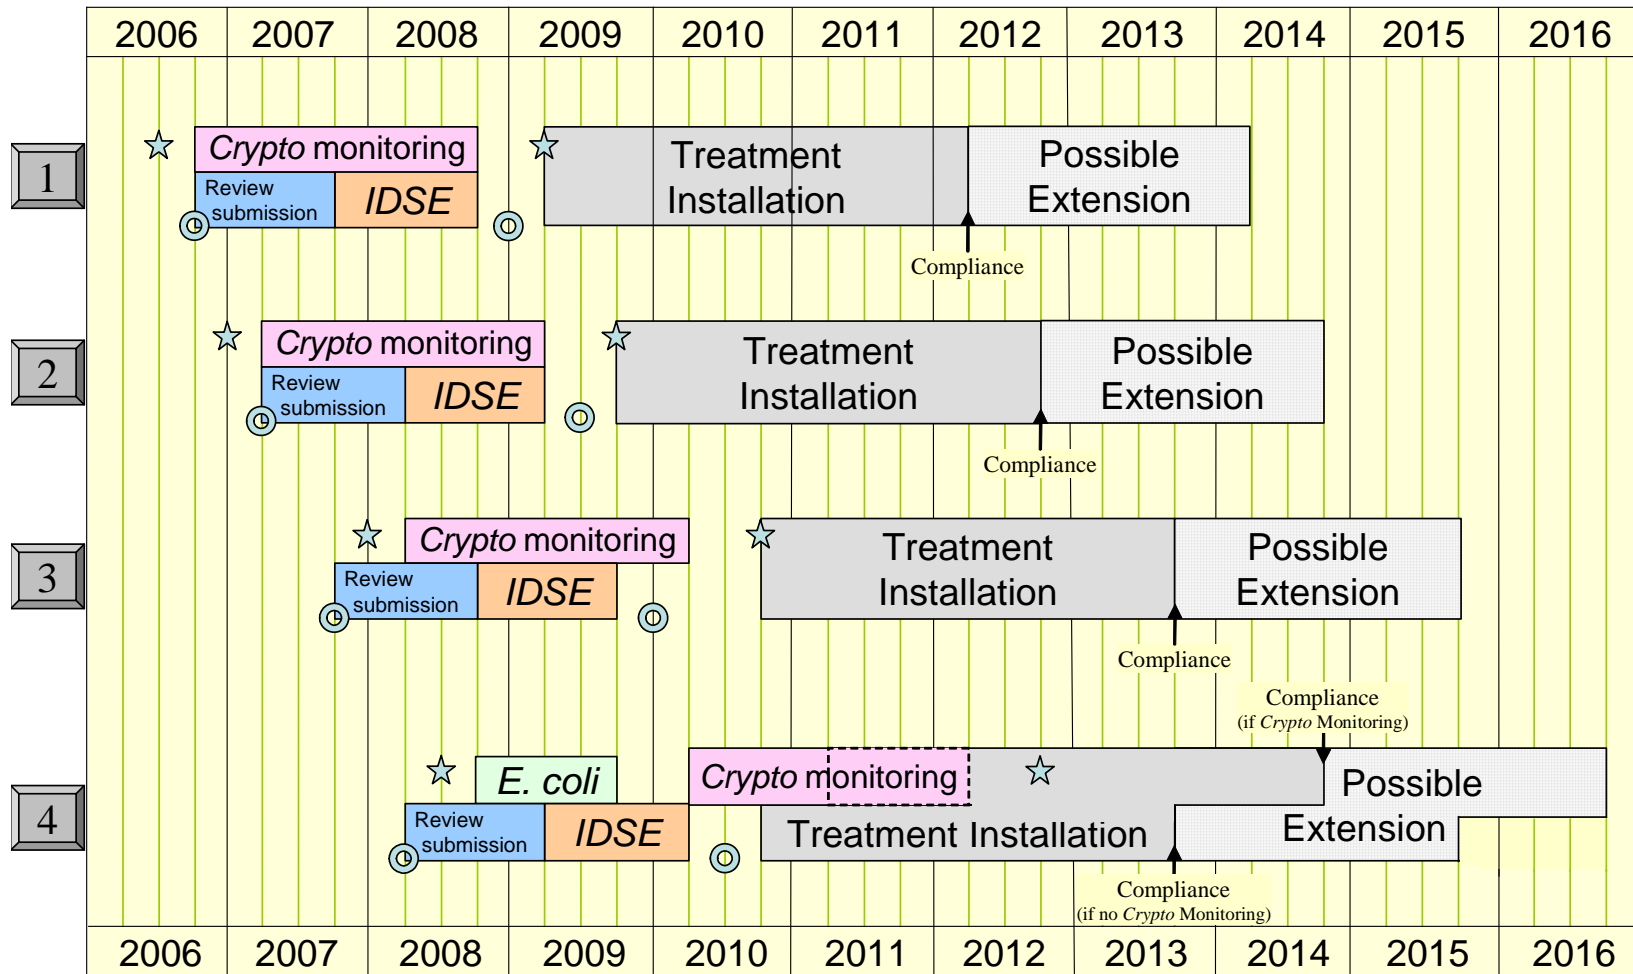 2006 2007 2008 2009 2010 2011 2012 2013 2014 2015 2016
1
Crypto monitoring
Review
submission
IDSE
Treatment
Installation
Possible
Extension
Compliance
2
Crypto monitoring
Review
submission
IDSE
Treatment
Installation
Possible
Extension
Compliance
3
Crypto monitoring
Review
submission
IDSE
Treatment
Installation
Possible
Extension
Compliance
Compliance
(if Crypto Monitoring)
4
E. coli
Review
submission
IDSE
Crypto monitoring
Treatment Installation
Possible
Extension
Compliance
(if no Crypto Monitoring)
2006 2007 2008 2009 2010 2011 2012 2013 2014 2015 2016